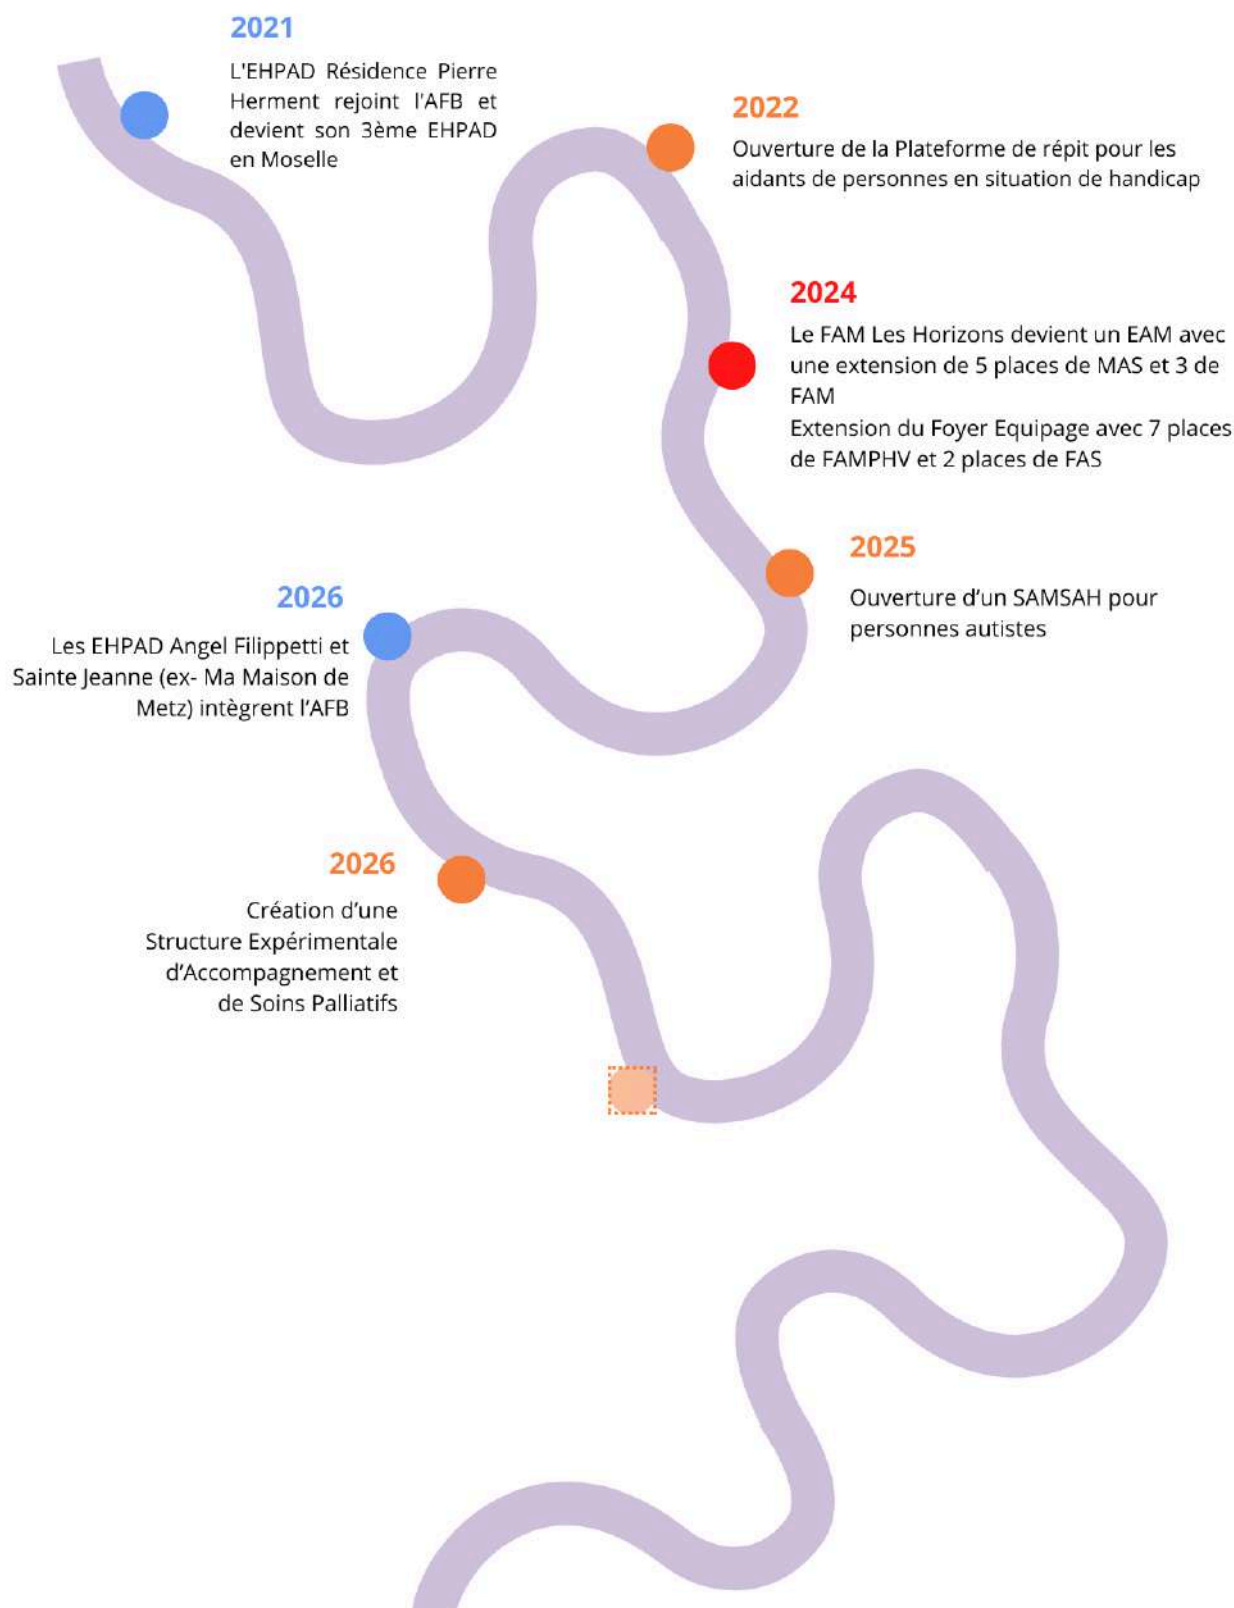 2021
L'EHPAD Résidence Pierre
Herment rejoint l'AFB et
devient son 3ème EHPAD
en Moselle
2022
Ouverture de la Plateforme de répit pour les
aidants de personnes en situation de handicap
2024
Le FAM Les Horizons devient un EAM avec
une extension de 5 places de MAS et 3 de
FAM
Extension du Foyer Equipage avec 7 places
de FAMPHV et 2 places de FAS
2025
Ouverture d’un SAMSAH pour
personnes autistes
2026
Les EHPAD Angel Filippetti et
Sainte Jeanne (ex- Ma Maison de
Metz) intègrent l’AFB
2026
Création d’une
Structure Expérimentale
d’Accompagnement et
de Soins Palliatifs